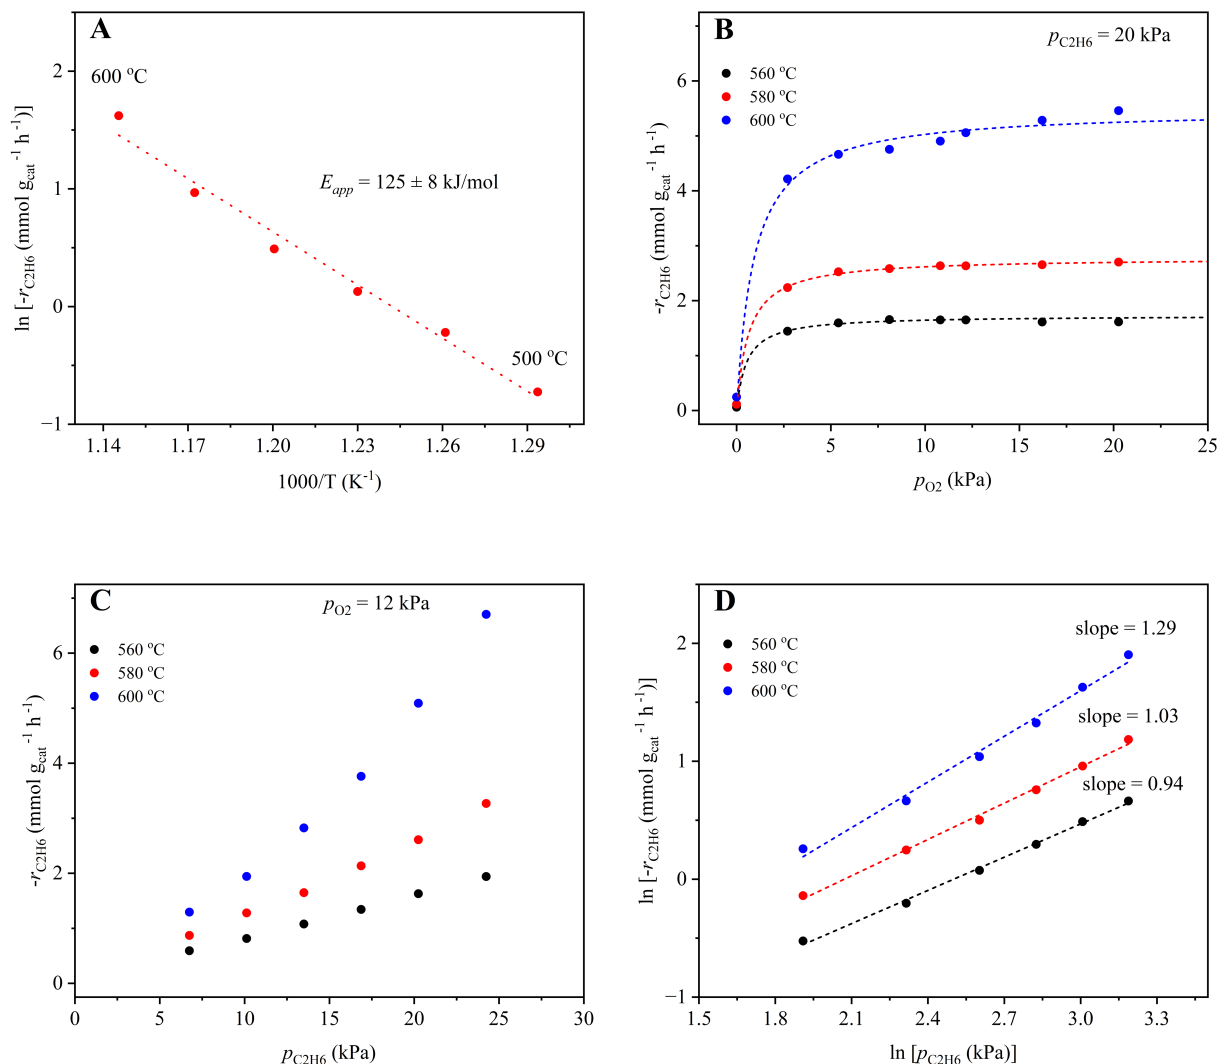 A
600 °C
E_app = 125 ± 8 kJ/mol
500 °C
2
1
0
−1
ln [-r_C2H6 (mmol g_cat^-1 h^-1)]
1.14 1.17 1.20 1.23 1.26 1.29
1000/T (K^-1)
B
p_C2H6 = 20 kPa
560 °C
580 °C
600 °C
6
4
2
0
-r_C2H6 (mmol g_cat^-1 h^-1)
0 5 10 15 20 25
p_O2 (kPa)
C
p_O2 = 12 kPa
560 °C
580 °C
600 °C
6
4
2
0
-r_C2H6 (mmol g_cat^-1 h^-1)
0 5 10 15 20 25 30
p_C2H6 (kPa)
D
slope = 1.29
560 °C
580 °C
600 °C
slope = 1.03
slope = 0.94
2
1
0
−1
ln [-r_C2H6 (mmol g_cat^-1 h^-1)]
1.5 1.8 2.1 2.4 2.7 3.0 3.3
ln [p_C2H6 (kPa)]